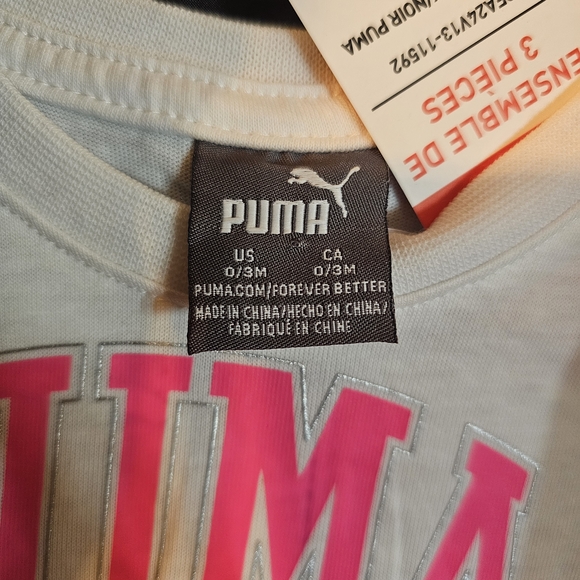 PUMA
US CA
0/3M 0/3M
PUMA.COM/FOREVER BETTER
MADE IN CHINA/HECHO EN CHINA/
FABRIQUÉ EN CHINE
ENSEMBLE DE
3 PIÈCES
NOIR PUMA
UMA